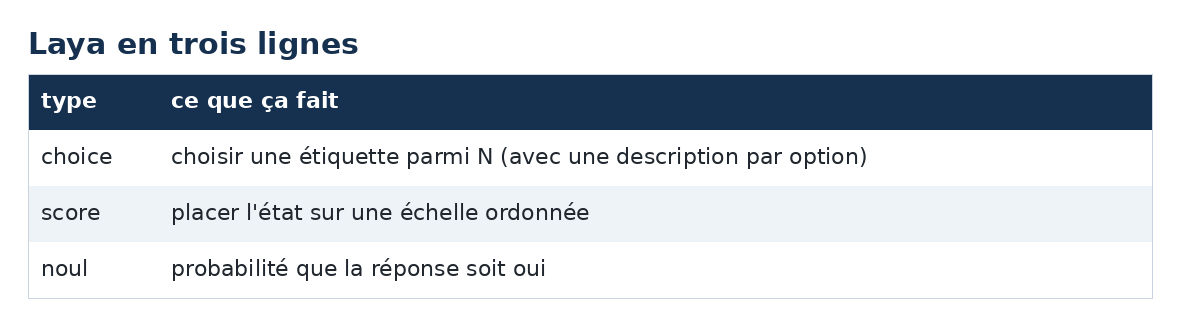 Laya en trois lignes
type ce que ça fait
choice choisir une étiquette parmi N (avec une description par option)
score placer l'état sur une échelle ordonnée
noul probabilité que la réponse soit oui